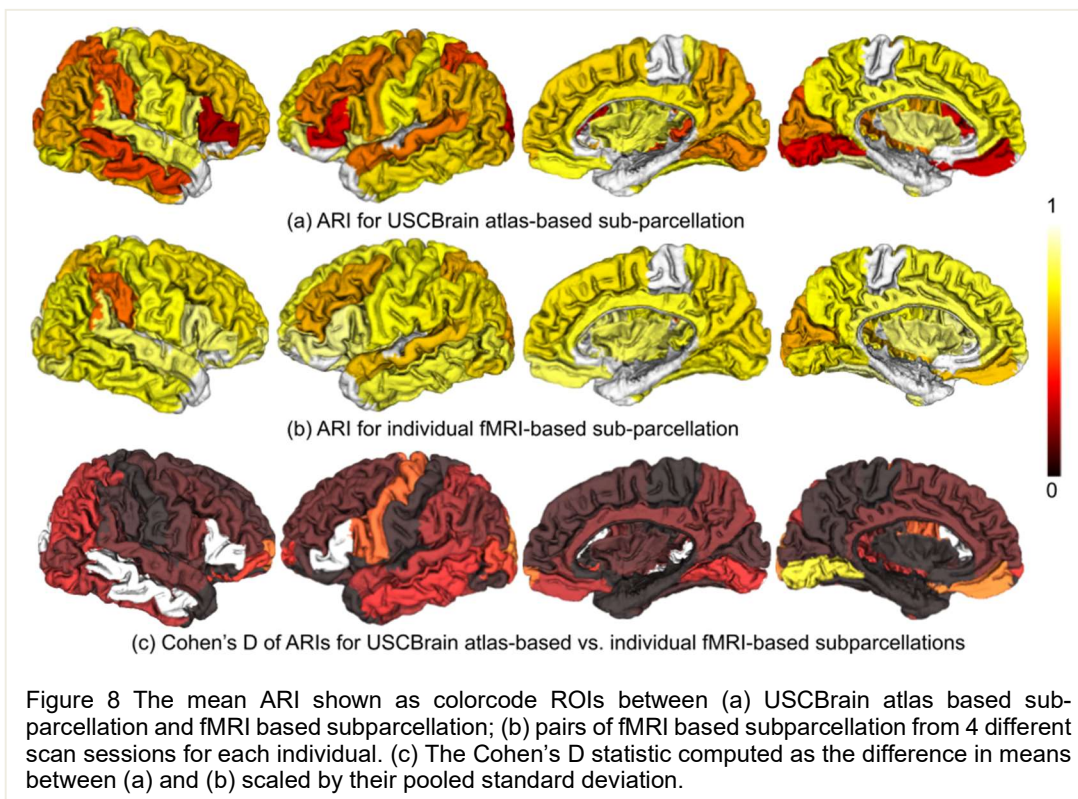 (a) ARI for USCBrain atlas-based sub-parcellation
1
(b) ARI for individual fMRI-based sub-parcellation
0
(c) Cohen's D of ARIs for USCBrain atlas-based vs. individual fMRI-based subparcellations
Figure 8 The mean ARI shown as colorcode ROIs between (a) USCBrain atlas based sub-
parcellation and fMRI based subparcellation; (b) pairs of fMRI based subparcellation from 4 different
scan sessions for each individual. (c) The Cohen's D statistic computed as the difference in means
between (a) and (b) scaled by their pooled standard deviation.